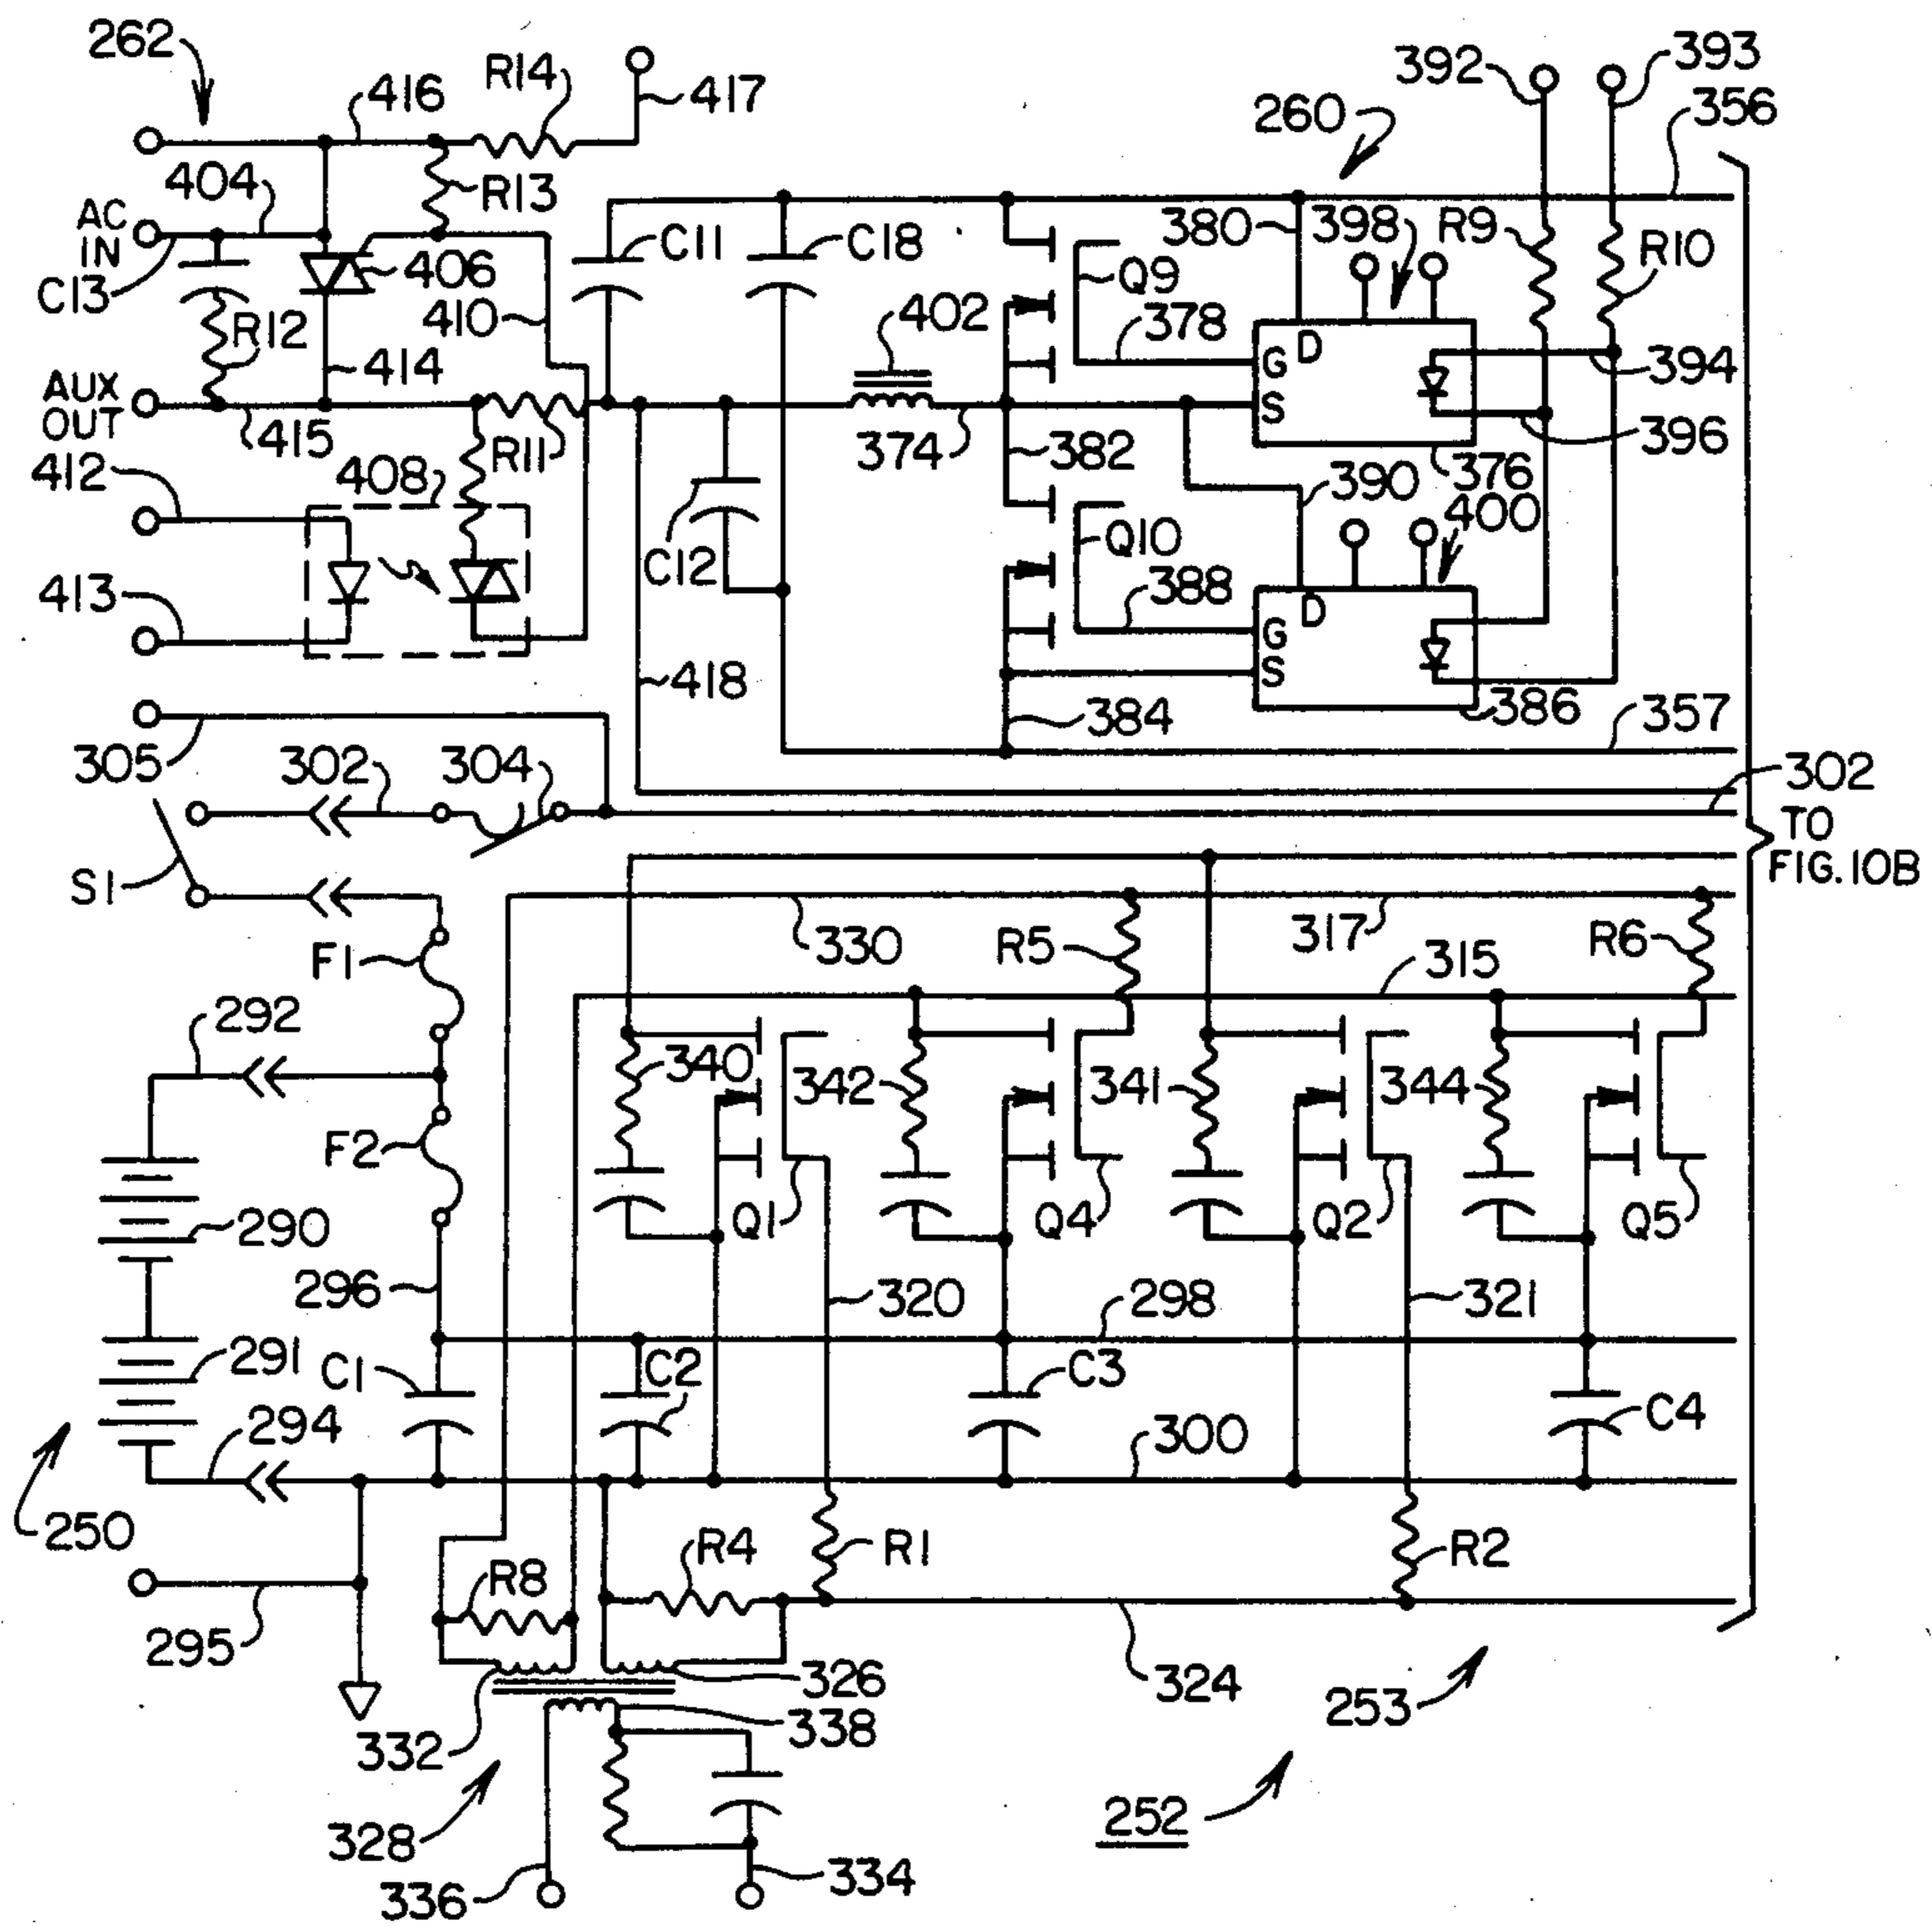 262
R14
417
392
393
416
260
356
404
R13
AC
IN
C11
C18
380
398
R9
R10
C13
406
Q9
402
378
R12
410
G
D
414
S
394
AUX
OUT
415
R11
374
382
376
396
412
408
390
400
C12
Q10
D
413
388
G
S
418
384
386
357
305
302
304
302
S1
TO
FIG.10B
F1
330
R5
317
R6
315
292
340
342
341
344
F2
290
Q1
Q4
Q2
Q5
296
320
298
321
291
C1
C2
C3
C4
294
300
250
R8
R4
R1
R2
295
326
324
253
332
338
328
252
336
334